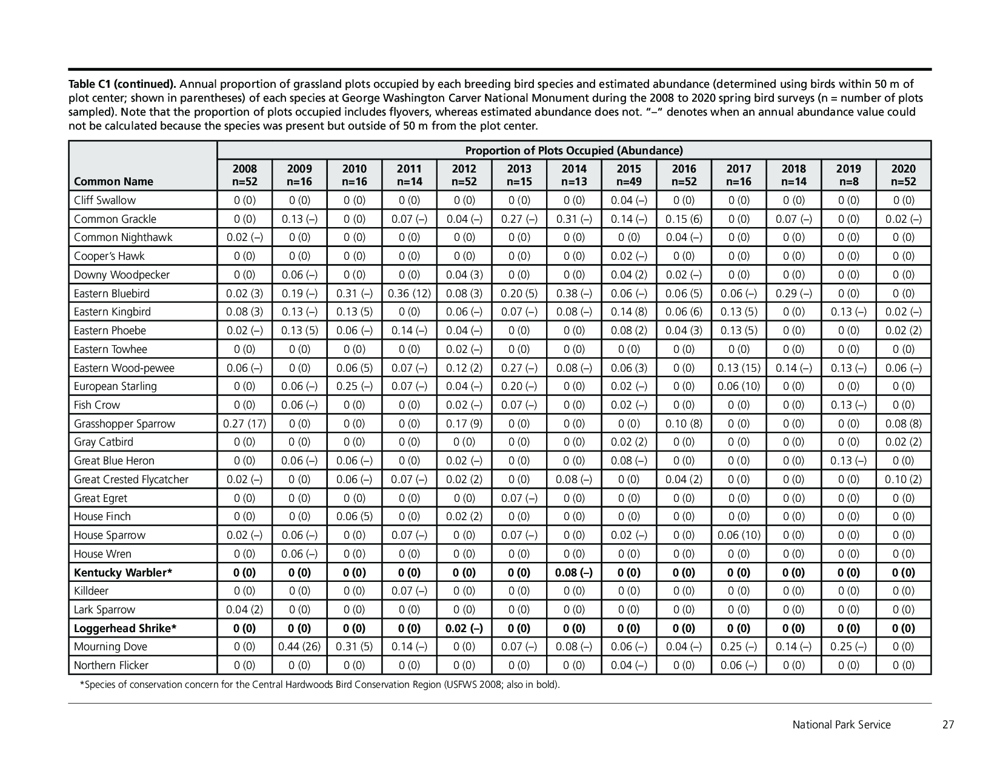 Table C1 (continued). Annual proportion of grassland plots occupied by each breeding bird species and estimated abundance (determined using birds within 50 m of
plot center; shown in parentheses) of each species at George Washington Carver National Monument during the 2008 to 2020 spring bird surveys (n = number of plots
sampled). Note that the proportion of plots occupied includes flyovers, whereas estimated abundance does not. “–“ denotes when an annual abundance value could
not be calculated because the species was present but outside of 50 m from the plot center.
Proportion of Plots Occupied (Abundance)
2008 2009 2010 2011 2012 2013 2014 2015 2016 2017 2018 2019 2020
Common Name n=52 n=16 n=16 n=14 n=52 n=15 n=13 n=49 n=52 n=16 n=14 n=8 n=52
Cliff Swallow 0 (0) 0 (0) 0 (0) 0 (0) 0 (0) 0 (0) 0 (0) 0.04 (–) 0 (0) 0 (0) 0 (0) 0 (0) 0 (0)
Common Grackle 0 (0) 0.13 (–) 0 (0) 0.07 (–) 0.04 (–) 0.27 (–) 0.31 (–) 0.14 (–) 0.15 (6) 0 (0) 0.07 (–) 0 (0) 0.02 (–)
Common Nighthawk 0.02 (–) 0 (0) 0 (0) 0 (0) 0 (0) 0 (0) 0 (0) 0 (0) 0.04 (–) 0 (0) 0 (0) 0 (0) 0 (0)
Cooper’s Hawk 0 (0) 0 (0) 0 (0) 0 (0) 0 (0) 0 (0) 0 (0) 0.02 (–) 0 (0) 0 (0) 0 (0) 0 (0) 0 (0)
Downy Woodpecker 0 (0) 0.06 (–) 0 (0) 0 (0) 0.04 (3) 0 (0) 0 (0) 0.04 (2) 0.02 (–) 0 (0) 0 (0) 0 (0) 0 (0)
Eastern Bluebird 0.02 (3) 0.19 (–) 0.31 (–) 0.36 (12) 0.08 (3) 0.20 (5) 0.38 (–) 0.06 (–) 0.06 (5) 0.06 (–) 0.29 (–) 0 (0) 0 (0)
Eastern Kingbird 0.08 (3) 0.13 (–) 0.13 (5) 0 (0) 0.06 (–) 0.07 (–) 0.08 (–) 0.14 (8) 0.06 (6) 0.13 (5) 0 (0) 0.13 (–) 0.02 (–)
Eastern Phoebe 0.02 (–) 0.13 (5) 0.06 (–) 0.14 (–) 0.04 (–) 0 (0) 0 (0) 0.08 (2) 0.04 (3) 0.13 (5) 0 (0) 0 (0) 0.02 (2)
Eastern Towhee 0 (0) 0 (0) 0 (0) 0 (0) 0.02 (–) 0 (0) 0 (0) 0 (0) 0 (0) 0 (0) 0 (0) 0 (0) 0 (0)
Eastern Wood-pewee 0.06 (–) 0 (0) 0.06 (5) 0.07 (–) 0.12 (2) 0.27 (–) 0.08 (–) 0.06 (3) 0 (0) 0.13 (15) 0.14 (–) 0.13 (–) 0.06 (–)
European Starling 0 (0) 0.06 (–) 0.25 (–) 0.07 (–) 0.04 (–) 0.20 (–) 0 (0) 0.02 (–) 0 (0) 0.06 (10) 0 (0) 0 (0) 0 (0)
Fish Crow 0 (0) 0.06 (–) 0 (0) 0 (0) 0.02 (–) 0.07 (–) 0 (0) 0.02 (–) 0 (0) 0 (0) 0 (0) 0.13 (–) 0 (0)
Grasshopper Sparrow 0.27 (17) 0 (0) 0 (0) 0 (0) 0.17 (9) 0 (0) 0 (0) 0 (0) 0.10 (8) 0 (0) 0 (0) 0 (0) 0.08 (8)
Gray Catbird 0 (0) 0 (0) 0 (0) 0 (0) 0 (0) 0 (0) 0 (0) 0.02 (2) 0 (0) 0 (0) 0 (0) 0 (0) 0.02 (2)
Great Blue Heron 0 (0) 0.06 (–) 0.06 (–) 0 (0) 0.02 (–) 0 (0) 0 (0) 0.08 (–) 0 (0) 0 (0) 0 (0) 0.13 (–) 0 (0)
Great Crested Flycatcher 0.02 (–) 0 (0) 0.06 (–) 0.07 (–) 0.02 (2) 0 (0) 0.08 (–) 0 (0) 0.04 (2) 0 (0) 0 (0) 0 (0) 0.10 (2)
Great Egret 0 (0) 0 (0) 0 (0) 0 (0) 0 (0) 0.07 (–) 0 (0) 0 (0) 0 (0) 0 (0) 0 (0) 0 (0) 0 (0)
House Finch 0 (0) 0 (0) 0.06 (5) 0 (0) 0.02 (2) 0 (0) 0 (0) 0 (0) 0 (0) 0 (0) 0 (0) 0 (0) 0 (0)
House Sparrow 0.02 (–) 0.06 (–) 0 (0) 0.07 (–) 0 (0) 0.07 (–) 0 (0) 0.02 (–) 0 (0) 0.06 (10) 0 (0) 0 (0) 0 (0)
House Wren 0 (0) 0.06 (–) 0 (0) 0 (0) 0 (0) 0 (0) 0 (0) 0 (0) 0 (0) 0 (0) 0 (0) 0 (0) 0 (0)
Kentucky Warbler* 0 (0) 0 (0) 0 (0) 0 (0) 0 (0) 0 (0) 0.08 (–) 0 (0) 0 (0) 0 (0) 0 (0) 0 (0) 0 (0)
Killdeer 0 (0) 0 (0) 0 (0) 0.07 (–) 0 (0) 0 (0) 0 (0) 0 (0) 0 (0) 0 (0) 0 (0) 0 (0) 0 (0)
Lark Sparrow 0.04 (2) 0 (0) 0 (0) 0 (0) 0 (0) 0 (0) 0 (0) 0 (0) 0 (0) 0 (0) 0 (0) 0 (0) 0 (0)
Loggerhead Shrike* 0 (0) 0 (0) 0 (0) 0 (0) 0.02 (–) 0 (0) 0 (0) 0 (0) 0 (0) 0 (0) 0 (0) 0 (0) 0 (0)
Mourning Dove 0 (0) 0.44 (26) 0.31 (5) 0.14 (–) 0 (0) 0.07 (–) 0.08 (–) 0.06 (–) 0.04 (–) 0.25 (–) 0.14 (–) 0.25 (–) 0 (0)
Northern Flicker 0 (0) 0 (0) 0 (0) 0 (0) 0 (0) 0 (0) 0 (0) 0.04 (–) 0 (0) 0.06 (–) 0 (0) 0 (0) 0 (0)
*Species of conservation concern for the Central Hardwoods Bird Conservation Region (USFWS 2008; also in bold).
National Park Service 27